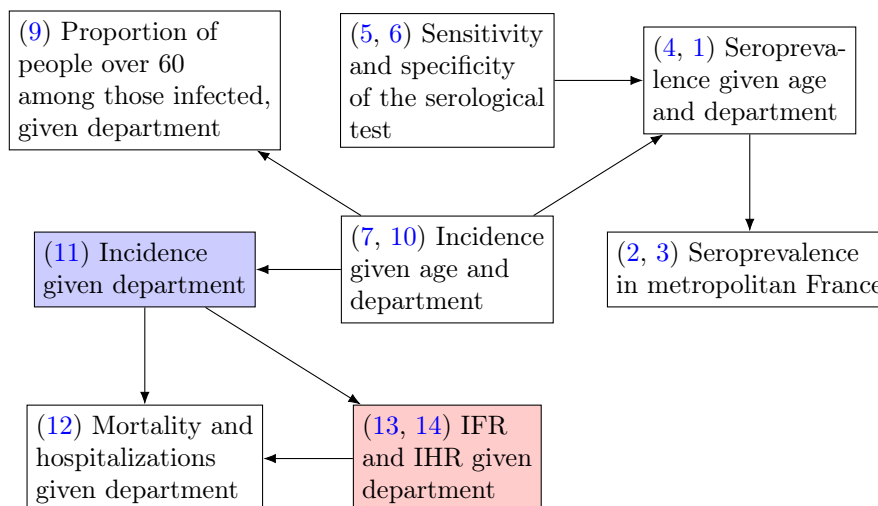 (9) Proportion of
people over 60
among those infected,
given department
(5, 6) Sensitivity
and specificity
of the serological
test
(4, 1) Seropreva-
lence given age
and department
(11) Incidence
given department
(7, 10) Incidence
given age and
department
(2, 3) Seroprevalence
in metropolitan France
(12) Mortality and
hospitalizations
given department
(13, 14) IFR
and IHR given
department